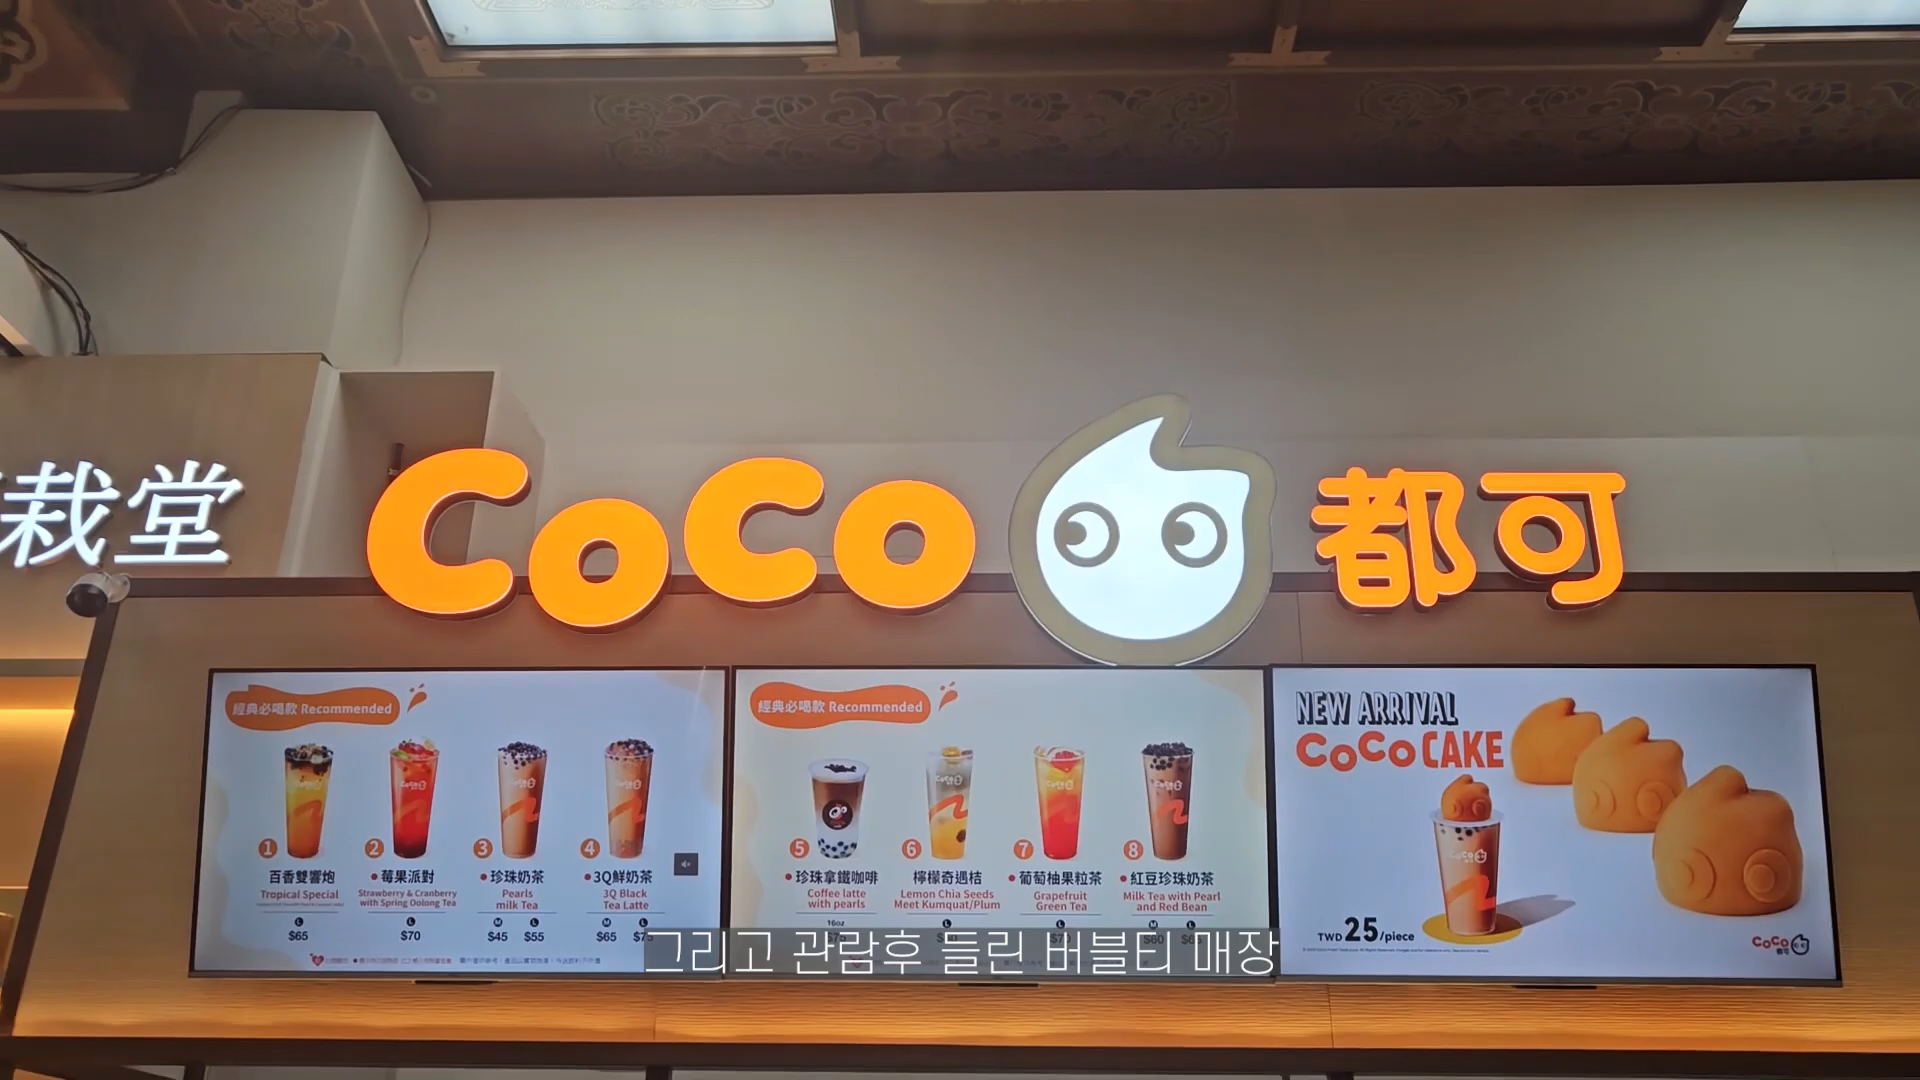 栽堂
CoCo 都可
經典必喝款 Recommended
1
百香雙響炮
Tropical Special
L
$65
2
莓果派對
Strawberry & Cranberry
with Spring Oolong Tea
L
$70
3
珍珠奶茶
Pearls
milk Tea
M L
$45 $55
4
3Q鮮奶茶
3Q Black
Tea Latte
M L
$65 $75
經典必喝款 Recommended
5
珍珠拿鐵咖啡
Coffee latte
with pearls
16oz
6
檸檬奇遇桔
Lemon Chia Seeds
Meet Kumquat/Plum
L
7
葡萄柚果粒茶
Grapefruit
Green Tea
L
8
紅豆珍珠奶茶
Milk Tea with Pearl
and Red Bean
M L
NEW ARRIVAL
CoCo CAKE
TWD 25/piece
CoCo
都可
그리고 관람후 들린 버블티 매장